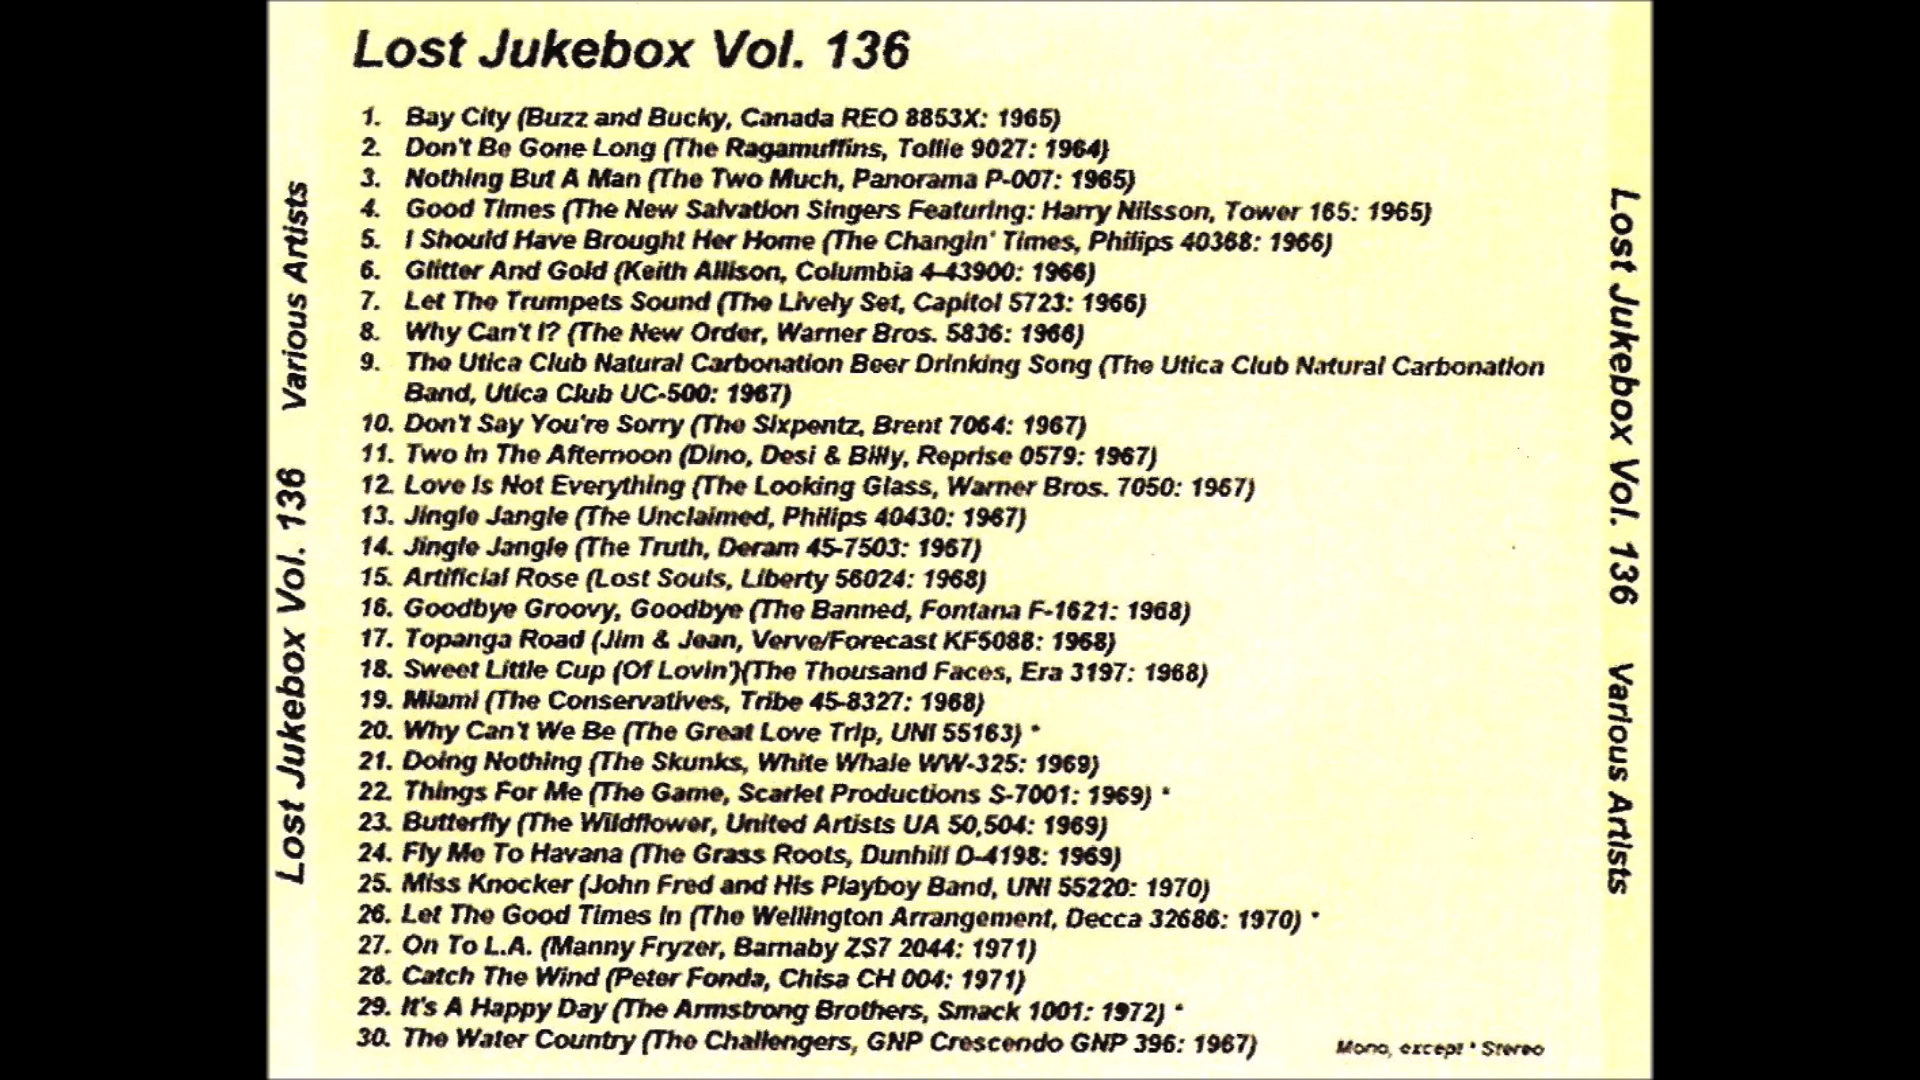 Lost Jukebox Vol. 136
1. Bay City (Buzz and Bucky, Canada REO 8853X: 1965)
2. Don't Be Gone Long (The Ragamuffins, Tollie 9027: 1964)
3. Nothing But A Man (The Two Much, Panorama P-007: 1965)
4. Good Times (The New Salvation Singers Featuring: Harry Nilsson, Tower 165: 1965)
5. I Should Have Brought Her Home (The Changin' Times, Philips 40368: 1966)
6. Glitter And Gold (Keith Allison, Columbia 4-43900: 1966)
7. Let The Trumpets Sound (The Lively Set, Capitol 5723: 1966)
8. Why Can't I? (The New Order, Warner Bros. 5836: 1966)
9. The Utica Club Natural Carbonation Beer Drinking Song (The Utica Club Natural Carbonation
Band, Utica Club UC-500: 1967)
10. Don't Say You're Sorry (The Sixpentz, Brent 7064: 1967)
11. Two In The Afternoon (Dino, Desi & Billy, Reprise 0579: 1967)
12. Love Is Not Everything (The Looking Glass, Warner Bros. 7050: 1967)
13. Jingle Jangle (The Unclaimed, Philips 40430: 1967)
14. Jingle Jangle (The Truth, Deram 45-7503: 1967)
15. Artificial Rose (Lost Souls, Liberty 56024: 1968)
16. Goodbye Groovy, Goodbye (The Banned, Fontana F-1621: 1968)
17. Topanga Road (Jim & Jean, Verve/Forecast KF5088: 1968)
18. Sweet Little Cup (Of Lovin')(The Thousand Faces, Era 3197: 1968)
19. Miami (The Conservatives, Tribe 45-8327: 1968)
20. Why Can't We Be (The Great Love Trip, UNI 55163) *
21. Doing Nothing (The Skunks, White Whale WW-325: 1969)
22. Things For Me (The Game, Scarlet Productions S-7001: 1969) *
23. Butterfly (The Wildflower, United Artists UA 50,504: 1969)
24. Fly Me To Havana (The Grass Roots, Dunhill D-4198: 1969)
25. Miss Knocker (John Fred and His Playboy Band, UNI 55220: 1970)
26. Let The Good Times In (The Wellington Arrangement, Decca 32686: 1970) *
27. On To L.A. (Manny Fryzer, Barnaby ZS7 2044: 1971)
28. Catch The Wind (Peter Fonda, Chisa CH 004: 1971)
29. It's A Happy Day (The Armstrong Brothers, Smack 1001: 1972) *
30. The Water Country (The Challengers, GNP Crescendo GNP 396: 1967)
Mono, except * Stereo
Lost Jukebox Vol. 136 Various Artists
Lost Jukebox Vol. 136 Various Artists